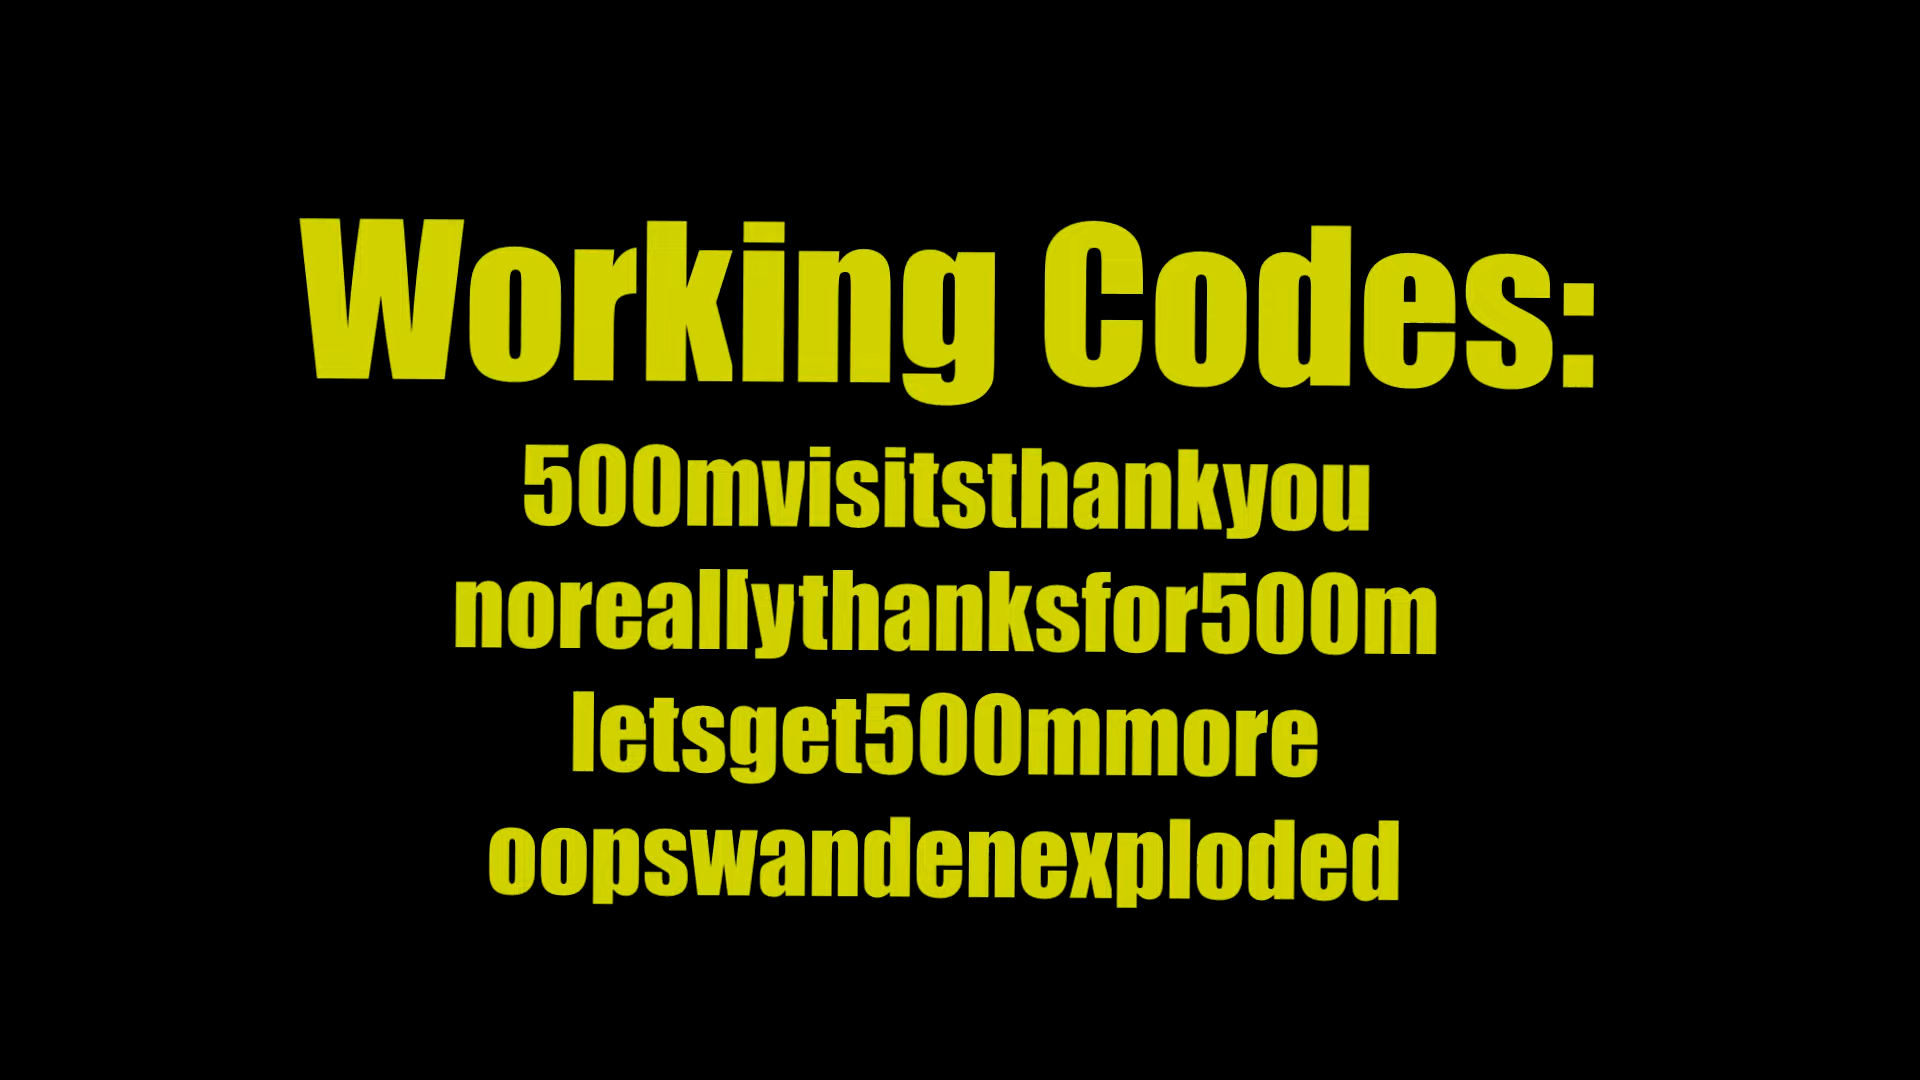 Working Codes:
500mvisitsthankyou
noreallythanksfor500m
letsget500mmore
oopswandenexploded